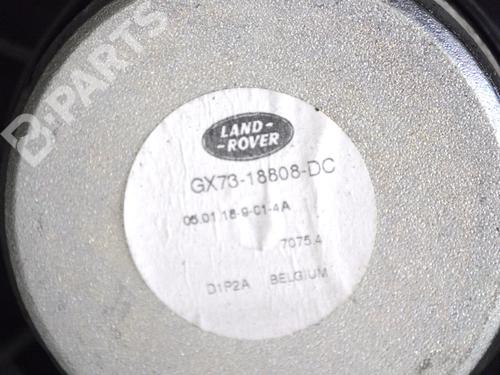 B-PARTS
LAND-
-ROVER
GX73-18808-DC
05.01.18-9-01-4A
7075.4
D1P2A BELGIUM